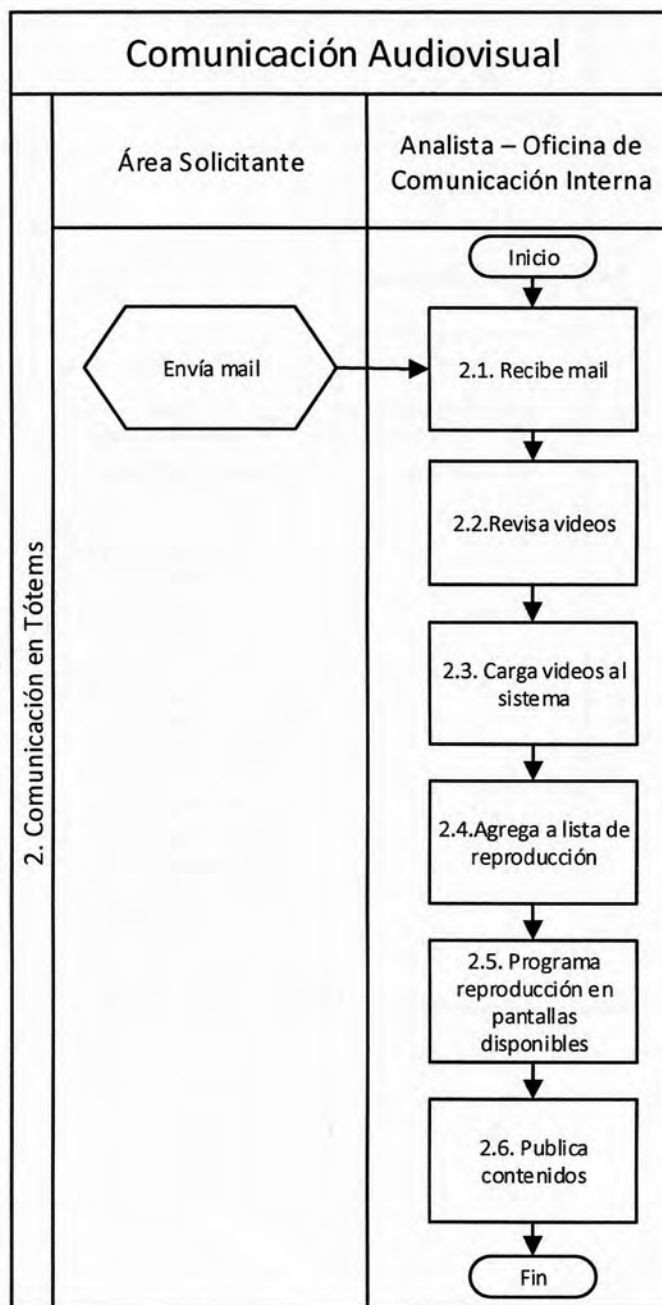 Comunicación Audiovisual
Área Solicitante
Analista – Oficina de
Comunicación Interna
2. Comunicación en Tótems
Inicio
Envía mail
2.1. Recibe mail
2.2.Revisa videos
2.3. Carga videos al
sistema
2.4.Agrega a lista de
reproducción
2.5. Programa
reproducción en
pantallas
disponibles
2.6. Publica
contenidos
Fin